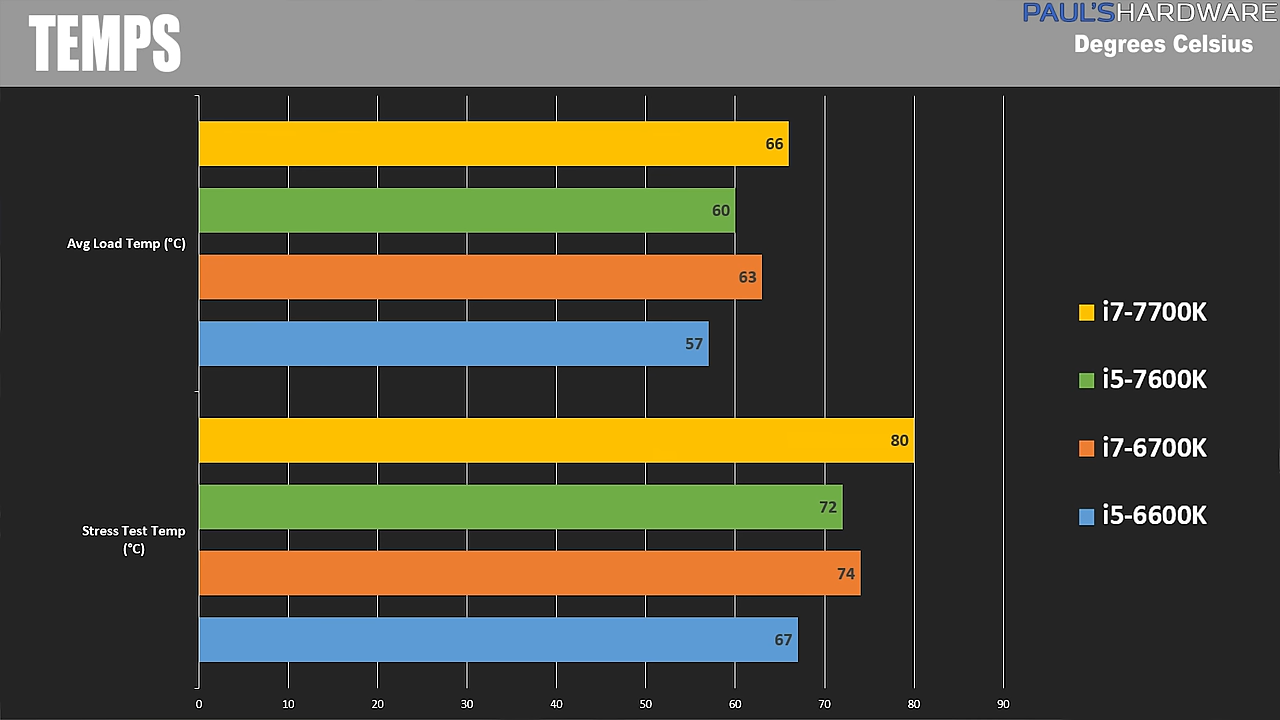 TEMPS
PAUL'SHARDWARE
Degrees Celsius
Avg Load Temp (°C)
66
60
63
57
Stress Test Temp
(°C)
80
72
74
67
0 10 20 30 40 50 60 70 80 90
i7-7700K
i5-7600K
i7-6700K
i5-6600K